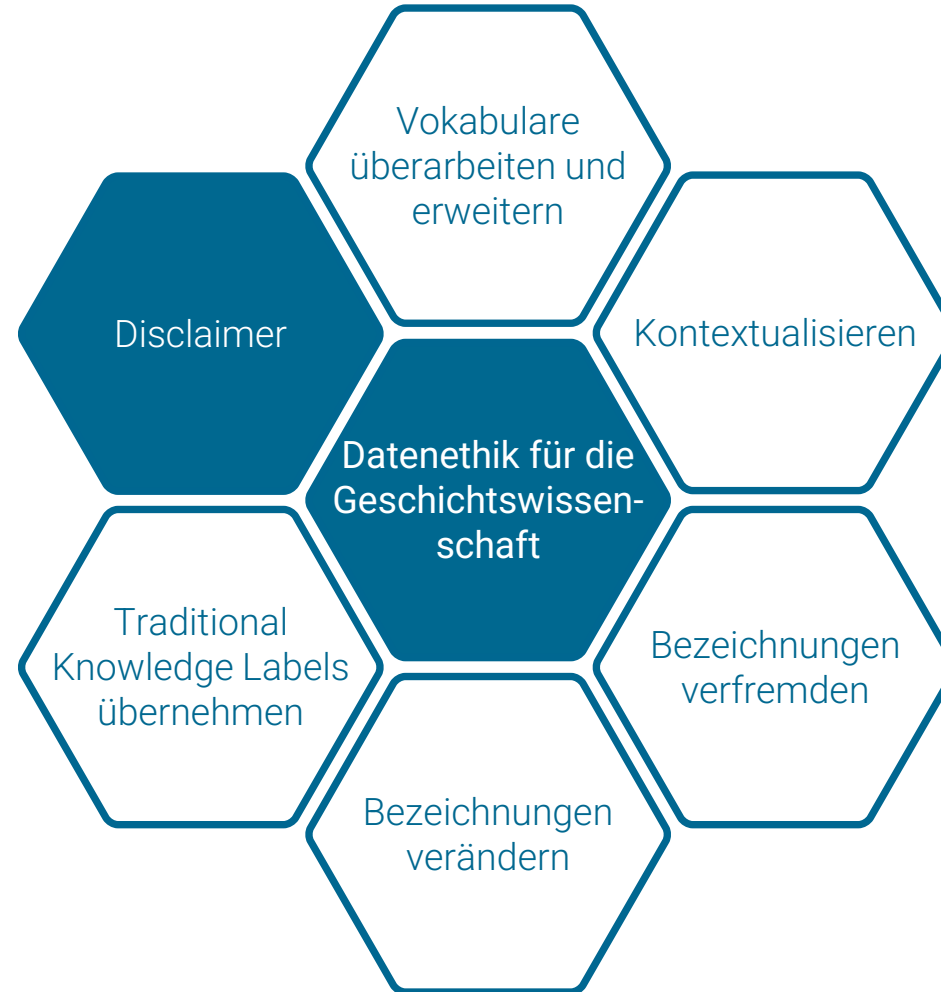 Vokabulare
überarbeiten und
erweitern
Disclaimer
Kontextualisieren
Datenethik für die
Geschichtswissen-
schaft
Traditional
Knowledge Labels
übernehmen
Bezeichnungen
verfremden
Bezeichnungen
verändern